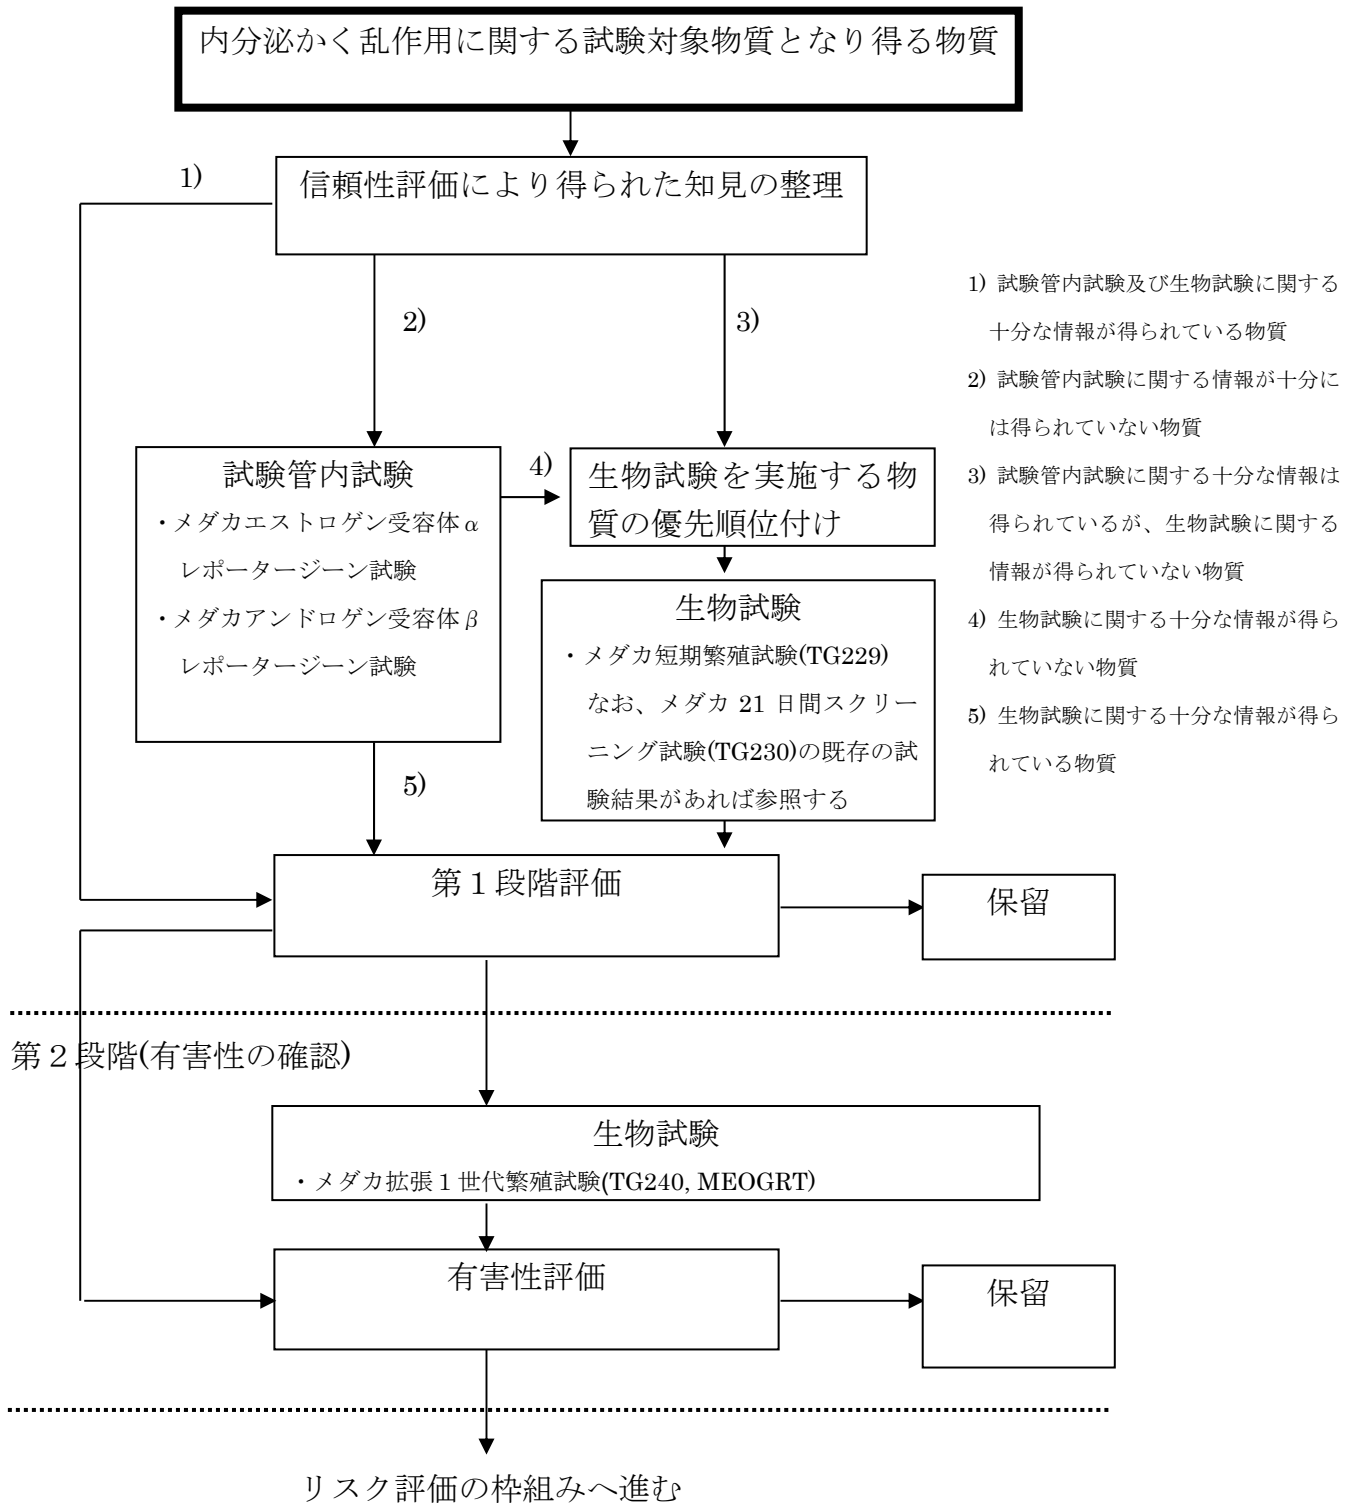 内分泌かく乱作用に関する試験対象物質となり得る物質
1)
信頼性評価により得られた知見の整理
2)
3)
1) 試験管内試験及び生物試験に関する
十分な情報が得られている物質
2) 試験管内試験に関する情報が十分に
は得られていない物質
3) 試験管内試験に関する十分な情報は
得られているが、生物試験に関する
情報が得られていない物質
4) 生物試験に関する十分な情報が得ら
れていない物質
5) 生物試験に関する十分な情報が得ら
れている物質
試験管内試験
・メダカエストロゲン受容体α
レポータージーン試験
・メダカアンドロゲン受容体β
レポータージーン試験
4)
生物試験を実施する物
質の優先順位付け
生物試験
・メダカ短期繁殖試験(TG229)
なお、メダカ 21 日間スクリー
ニング試験(TG230)の既存の試
験結果があれば参照する
5)
第１段階評価
保留
第２段階(有害性の確認)
生物試験
・メダカ拡張１世代繁殖試験(TG240, MEOGRT)
有害性評価
保留
リスク評価の枠組みへ進む